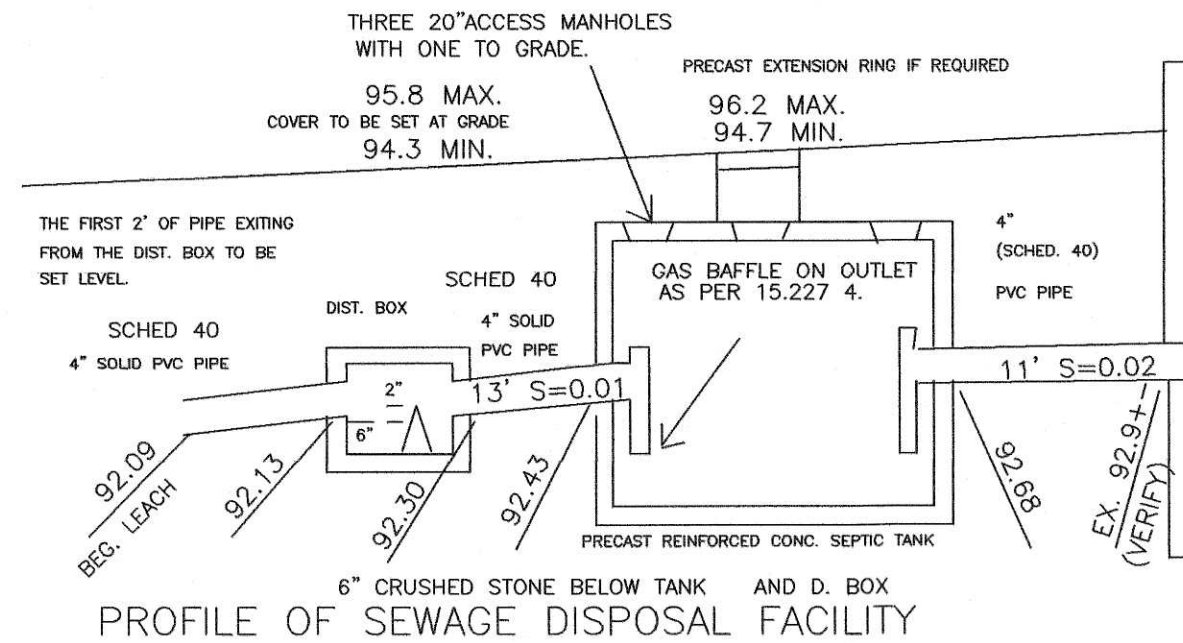 THREE 20"ACCESS MANHOLES
WITH ONE TO GRADE.
PRECAST EXTENSION RING IF REQUIRED
95.8 MAX.
COVER TO BE SET AT GRADE
94.3 MIN.
96.2 MAX.
94.7 MIN.
THE FIRST 2' OF PIPE EXITING
FROM THE DIST. BOX TO BE
SET LEVEL.
SCHED 40
4" SOLID PVC PIPE
DIST. BOX
SCHED 40
4" SOLID
PVC PIPE
GAS BAFFLE ON OUTLET
AS PER 15.227 4.
4"
(SCHED. 40)
PVC PIPE
2"
6"
13' S=0.01
11' S=0.02
92.09
BEG. LEACH
92.13
92.30
92.43
92.68
EX. 92.9+-
(VERIFY)
PRECAST REINFORCED CONC. SEPTIC TANK
6" CRUSHED STONE BELOW TANK AND D. BOX
PROFILE OF SEWAGE DISPOSAL FACILITY